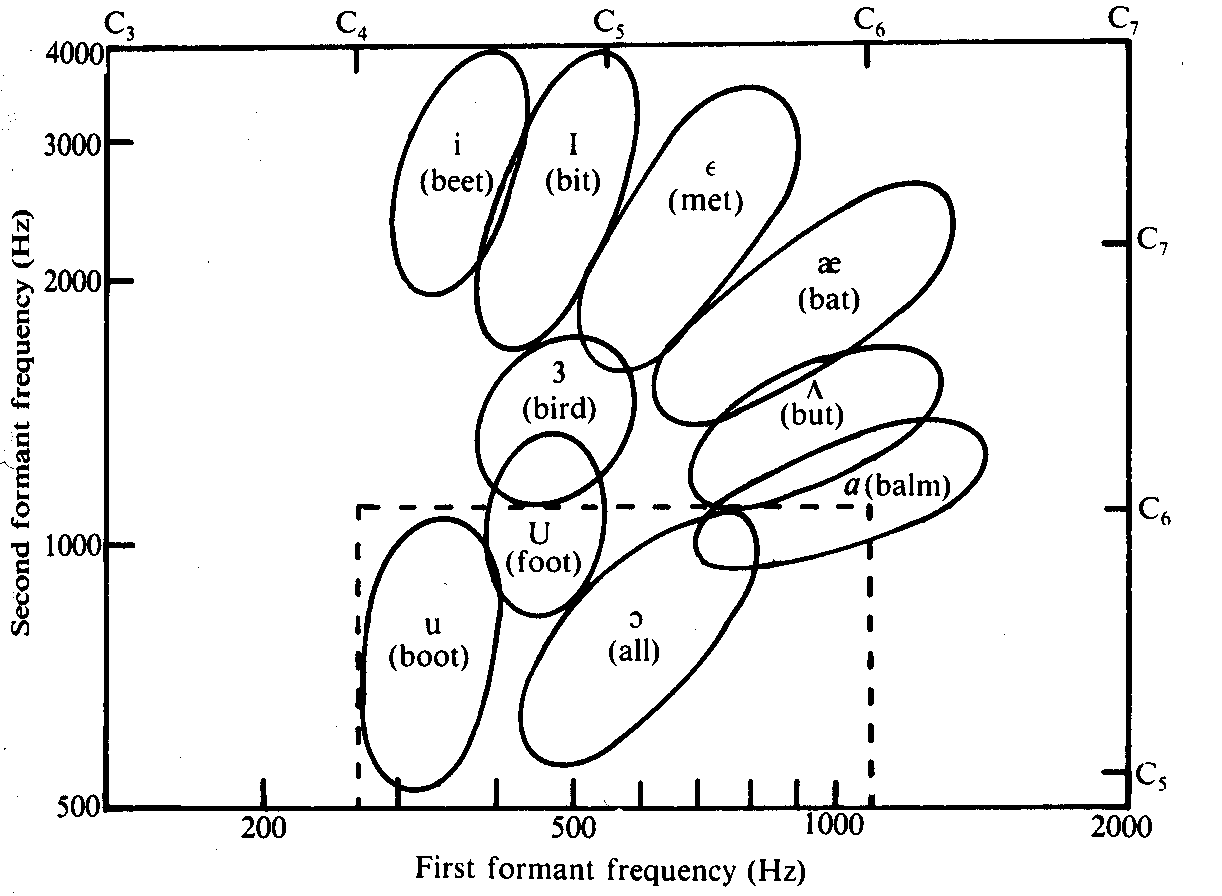 C3 C4 C5 C6 C7
4000
3000
2000
1000
500
Second formant frequency (Hz)
i
(beet)
I
(bit)
ϵ
(met)
æ
(bat)
C7
3
(bird)
Λ
(but)
a (balm)
C6
U
(foot)
u
(boot)
ɔ
(all)
C5
200 500 1000 2000
First formant frequency (Hz)